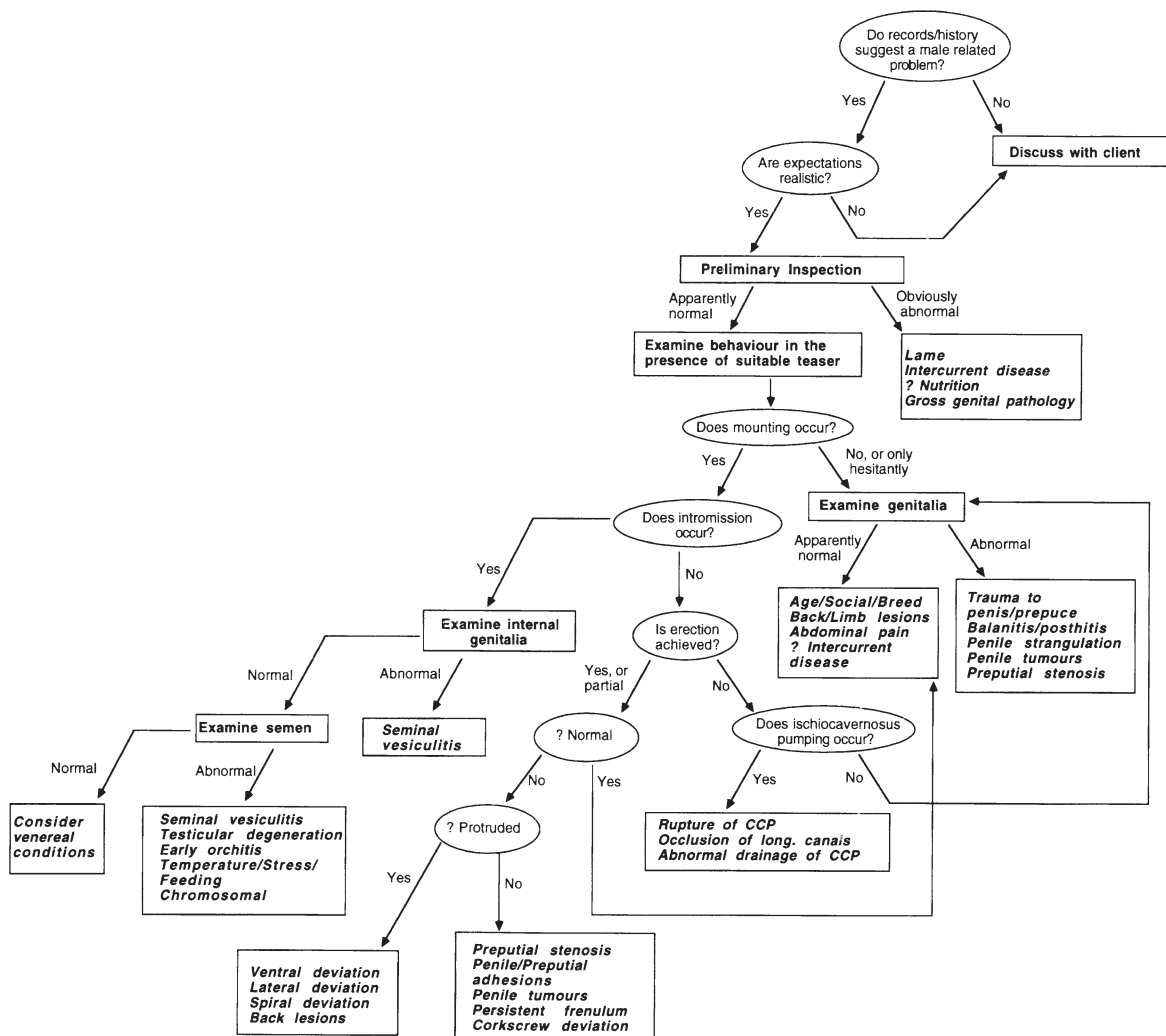 Do records/history
suggest a male related
problem?
Yes
No
Are expectations
realistic?
Discuss with client
Yes
No
Preliminary Inspection
Apparently
normal
Obviously
abnormal
Examine behaviour in the
presence of suitable teaser
Lame
Intercurrent disease
? Nutrition
Gross genital pathology
Does mounting occur?
Yes
No, or only
hesitantly
Does intromission
occur?
Examine genitalia
Yes
No
Apparently
normal
Abnormal
Examine internal
genitalia
Is erection
achieved?
Age/Social/Breed
Back/Limb lesions
Abdominal pain
? Intercurrent
disease
Trauma to
penis/prepuce
Balanitis/posthitis
Penile strangulation
Penile tumours
Preputial stenosis
Normal
Abnormal
Yes, or
partial
No
Examine semen
Seminal
vesiculitis
? Normal
Does ischiocavernosus
pumping occur?
Normal
Abnormal
No
Yes
Yes
No
Consider
venereal
conditions
Seminal vesiculitis
Testicular degeneration
Early orchitis
Temperature/Stress/
Feeding
Chromosomal
? Protruded
Rupture of CCP
Occlusion of long. canals
Abnormal drainage of CCP
Yes
No
Ventral deviation
Lateral deviation
Spiral deviation
Back lesions
Preputial stenosis
Penile/Preputial
adhesions
Penile tumours
Persistent frenulum
Corkscrew deviation